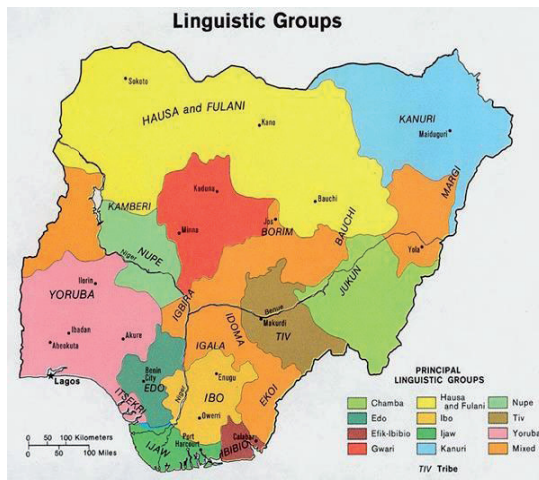 Linguistic Groups
Sokoto
HAUSA and FULANI
Kano
KANURI
Maiduguri
Kaduna
KAMBERI
Bauchi
MARGI
Jos
BORIM
BAUCHI
Minna
Yola
NUPE
Niger
Ilorin
YORUBA
IGBIRA
JUKUN
Benue
Makurdi
IDOMA
TIV
Ibadan
Abeokuta
Akure
IGALA
Lagos
Benin
City
EDO
ITSEKRI
Niger
Enugu
IBO
EKOI
Owerri
Port
Harcourt
Calabar
IBIBIO
IJAW
0 50 100 Kilometers
0 50 100 Miles
PRINCIPAL
LINGUISTIC GROUPS
Chamba
Edo
Efik-Ibibio
Gwari
Hausa
and Fulani
Ibo
Ijaw
Kanuri
Nupe
Tiv
Yoruba
Mixed
TIV Tribe